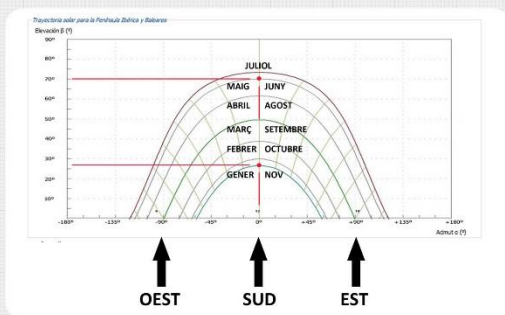 Trayectoria solar para la Península Ibérica y Baleares
Elevación β (º)
90º
80º
70º
60º
50º
40º
30º
20º
10º
JULIOL
MAIG JUNY
ABRIL AGOST
MARÇ SETEMBRE
FEBRER OCTUBRE
GENER NOV
-180º -135º -90º -45º 0º +45º +90º +135º +180º
Azimut α (º)
OEST SUD EST